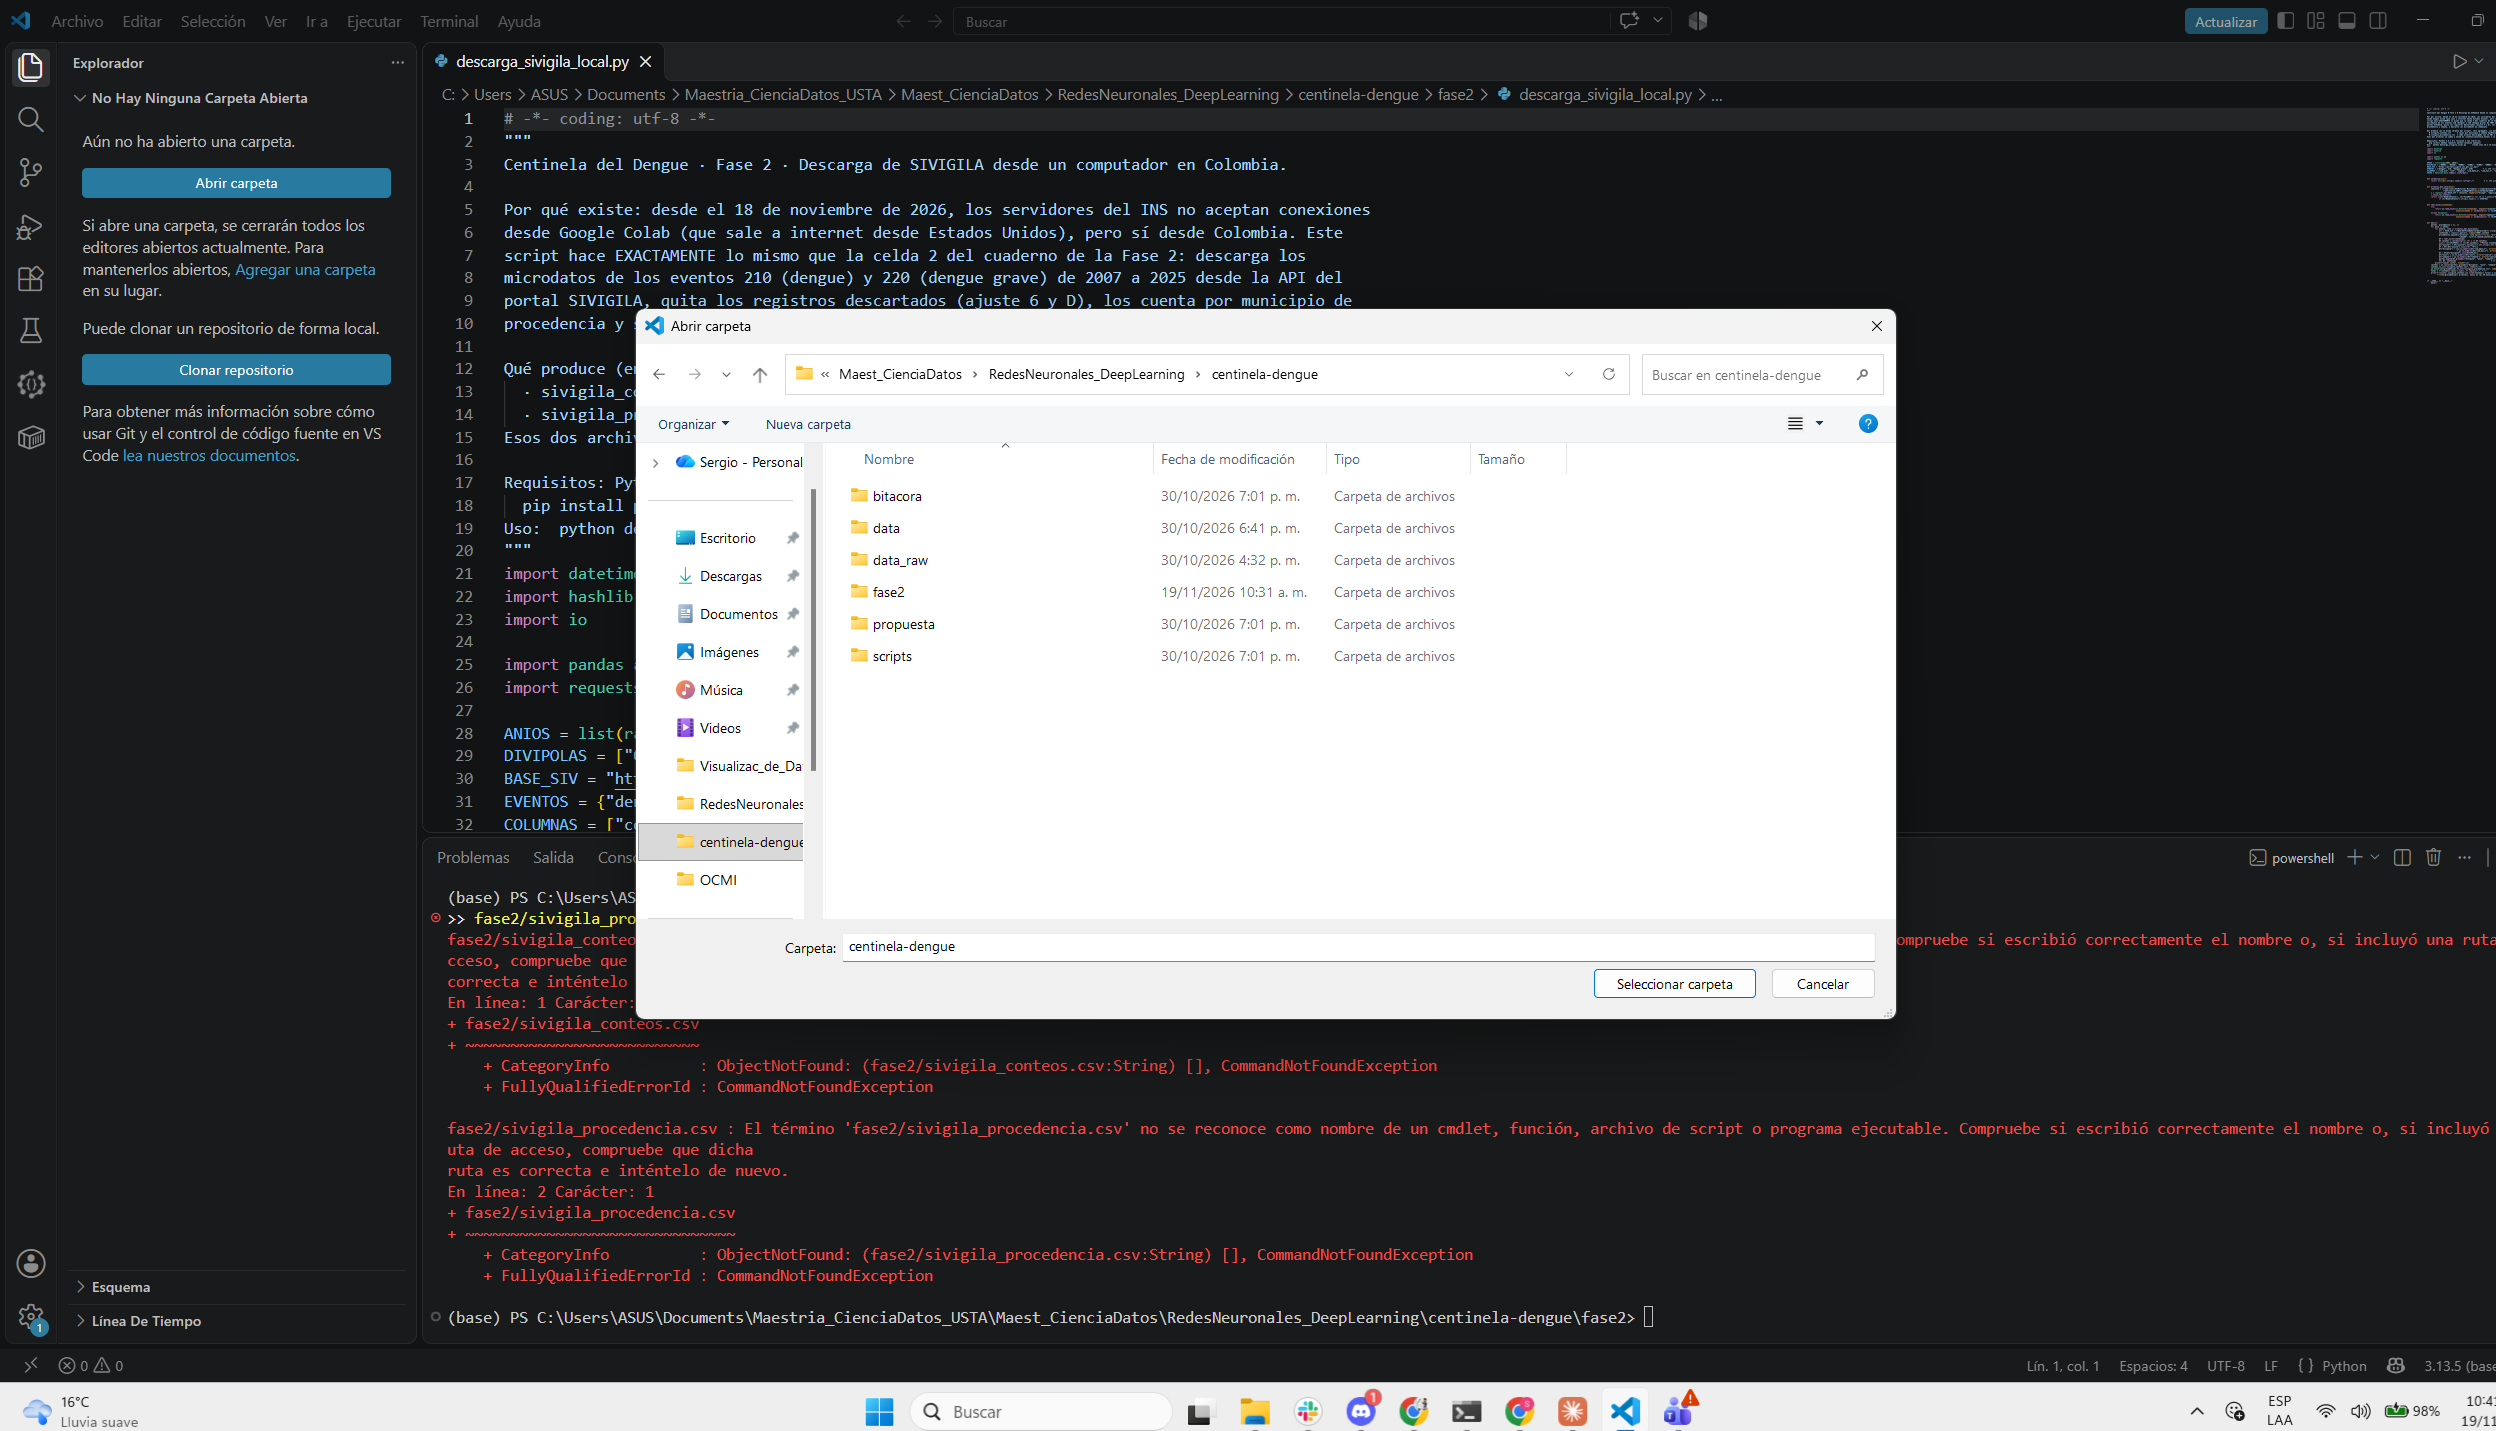 Archivo Editar Selección Ver Ir a Ejecutar Terminal Ayuda
Buscar
Actualizar
Explorador
No Hay Ninguna Carpeta Abierta
Aún no ha abierto una carpeta.
Abrir carpeta
Si abre una carpeta, se cerrarán todos los
editores abiertos actualmente. Para
mantenerlos abiertos, Agregar una carpeta
en su lugar.
Puede clonar un repositorio de forma local.
Clonar repositorio
Para obtener más información sobre cómo
usar Git y el control de código fuente en VS
Code lea nuestros documentos.
Esquema
Línea De Tiempo
descarga_sivigila_local.py
C: > Users > ASUS > Documents > Maestria_CienciaDatos_USTA > Maest_CienciaDatos > RedesNeuronales_DeepLearning > centinela-dengue > fase2 > descarga_sivigila_local.py > ...
1 # -*- coding: utf-8 -*-
2 """
3 Centinela del Dengue · Fase 2 · Descarga de SIVIGILA desde un computador en Colombia.
4
5 Por qué existe: desde el 18 de noviembre de 2026, los servidores del INS no aceptan conexiones
6 desde Google Colab (que sale a internet desde Estados Unidos), pero sí desde Colombia. Este
7 script hace EXACTAMENTE lo mismo que la celda 2 del cuaderno de la Fase 2: descarga los
8 microdatos de los eventos 210 (dengue) y 220 (dengue grave) de 2007 a 2025 desde la API del
9 portal SIVIGILA, quita los registros descartados (ajuste 6 y D), los cuenta por municipio de
10 procedencia y
11
12 Qué produce
13 · sivigila_
14 · sivigila_
15 Esos dos
16
17 Requisitos:
18 pip install
19 Uso: python
20 """
21 import
22 import hashlib
23 import io
24
25 import pandas
26 import
27
28 ANIOS = list(
29 DIVIPOLAS = ["
30 BASE_SIV = "
31 EVENTOS = {"
32 COLUMNAS = ["
Abrir carpeta
« Maest_CienciaDatos › RedesNeuronales_DeepLearning › centinela-dengue
Buscar en centinela-dengue
Organizar Nueva carpeta
Sergio - Personal
Escritorio
Descargas
Documentos
Imágenes
Música
Videos
Visualizac_de_Da
RedesNeuronales
centinela-dengue
OCMI
Nombre Fecha de modificación Tipo Tamaño
bitacora 30/10/2026 7:01 p. m. Carpeta de archivos
data 30/10/2026 6:41 p. m. Carpeta de archivos
data_raw 30/10/2026 4:32 p. m. Carpeta de archivos
fase2 19/11/2026 10:31 a. m. Carpeta de archivos
propuesta 30/10/2026 7:01 p. m. Carpeta de archivos
scripts 30/10/2026 7:01 p. m. Carpeta de archivos
Carpeta: centinela-dengue
Seleccionar carpeta Cancelar
Problemas Salida
powershell
(base) PS C:\Users\AS
>> fase2/sivigila_pro
fase2/sivigila_conteo ompruebe si escribió correctamente el nombre o, si incluyó una ruta
cceso, compruebe que
correcta e inténtelo
En línea: 1 Carácter:
+ fase2/sivigila_conteos.csv
+ ~~~~~~~~~~~~~~~~~~~~~~~~~~
+ CategoryInfo : ObjectNotFound: (fase2/sivigila_conteos.csv:String) [], CommandNotFoundException
+ FullyQualifiedErrorId : CommandNotFoundException
fase2/sivigila_procedencia.csv : El término 'fase2/sivigila_procedencia.csv' no se reconoce como nombre de un cmdlet, función, archivo de script o programa ejecutable. Compruebe si escribió correctamente el nombre o, si incluyó
uta de acceso, compruebe que dicha
ruta es correcta e inténtelo de nuevo.
En línea: 2 Carácter: 1
+ fase2/sivigila_procedencia.csv
+ ~~~~~~~~~~~~~~~~~~~~~~~~~~~~~~
+ CategoryInfo : ObjectNotFound: (fase2/sivigila_procedencia.csv:String) [], CommandNotFoundException
+ FullyQualifiedErrorId : CommandNotFoundException
(base) PS C:\Users\ASUS\Documents\Maestria_CienciaDatos_USTA\Maest_CienciaDatos\RedesNeuronales_DeepLearning\centinela-dengue\fase2>
1
0 0
Lín. 1, col. 1 Espacios: 4 UTF-8 LF { } Python 3.13.5 (base
16°C
Lluvia suave
Buscar
1
ESP
LAA
98%
10:41
19/11